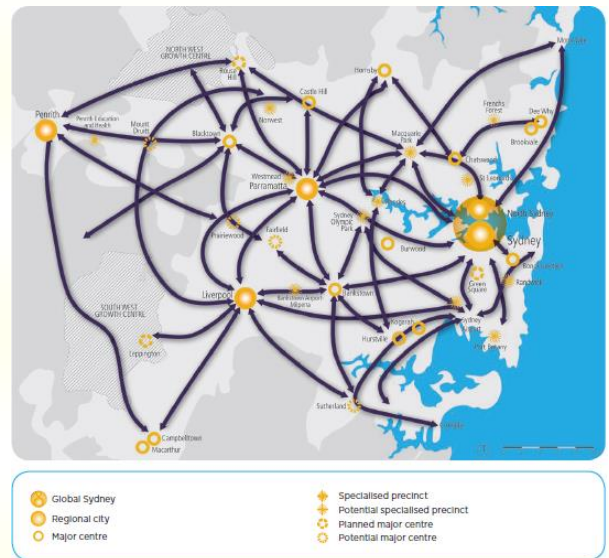 Mona Vale
NORTH WEST
GROWTH CENTRE
Rouse
Hill
Hornsby
Castle Hill
Frenchs
Forest
Dee Why
Penrith
Penrith Education
and Health
Mount
Druitt
Norwest
Blacktown
Macquarie
Park
Brookvale
Chatswood
Westmead
Parramatta
St Leonards
Rhodes
North Sydney
Sydney
Olympic
Park
Sydney
Prairiewood
Fairfield
Burwood
Bondi Junction
Green
Square
Randwick
Liverpool
Bankstown Airport-
Milperra
Bankstown
SOUTH WEST
GROWTH CENTRE
Kogarah
Sydney
Airport
Hurstville
Port Botany
Leppington
Sutherland
Campbelltown
Macarthur
Global Sydney
Regional city
Major centre
Specialised precinct
Potential specialised precinct
Planned major centre
Potential major centre